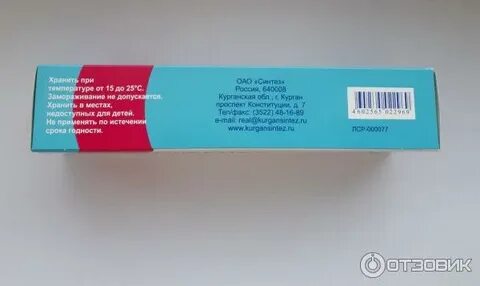 Хранить при
температуре от 15 до 25°С.
Замораживание не допускается.
Хранить в местах,
недоступных для детей.
Не применять по истечении
срока годности.
ОАО «Синтез»
Россия, 640008
Курганская обл., г. Курган
проспект Конституции, д. 7
Тел/факс: (3522) 48-16-89
e-mail: real@kurgansintez.ru
www.kurgansintez.ru
4602565022969
ЛСР-000077
ОТЗОВИК